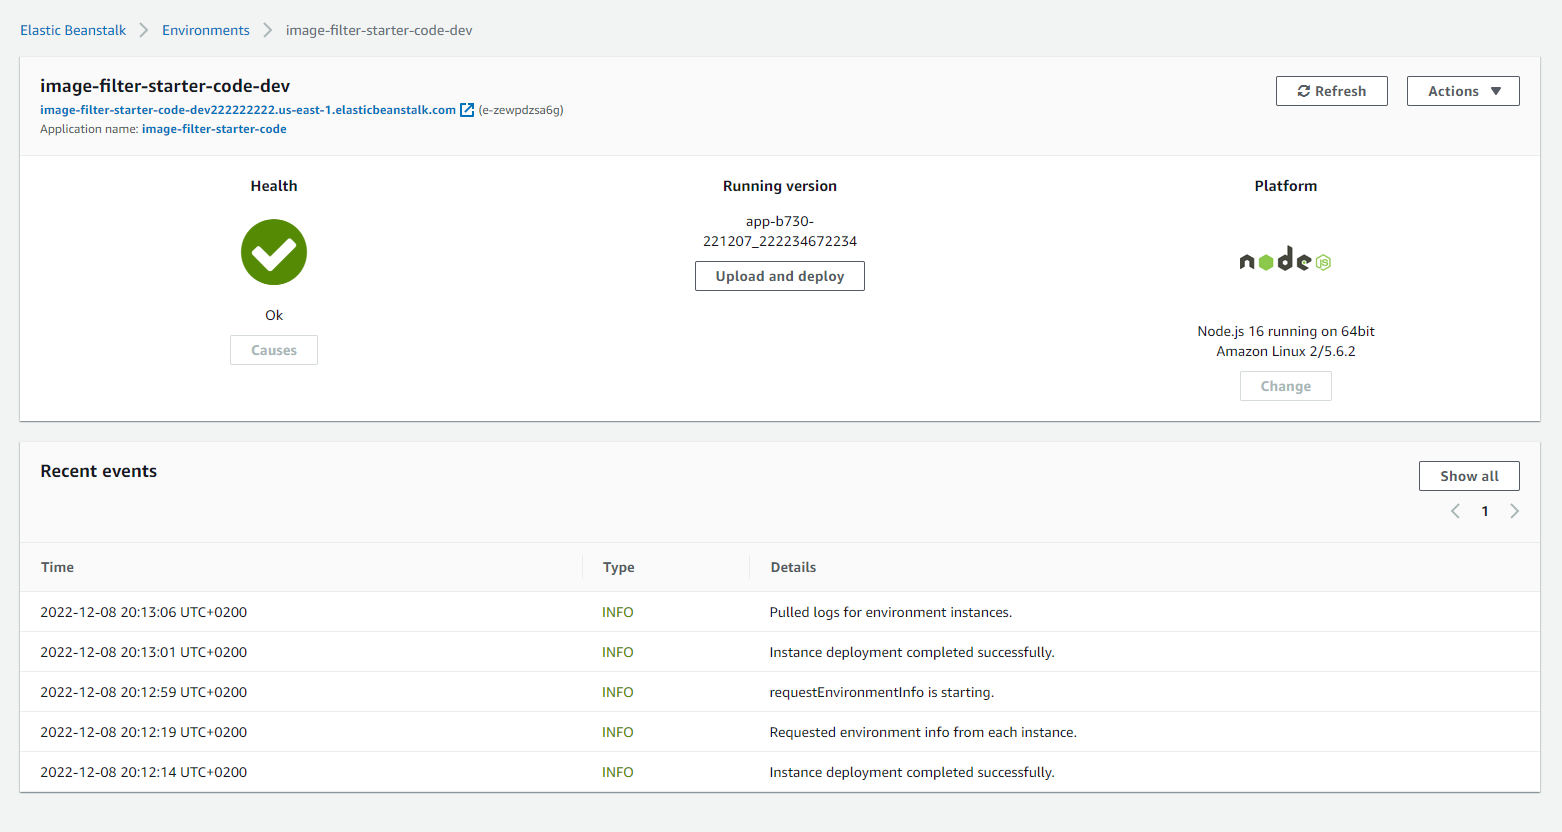 Elastic Beanstalk > Environments > image-filter-starter-code-dev
image-filter-starter-code-dev
Refresh
Actions
image-filter-starter-code-dev222222222.us-east-1.elasticbeanstalk.com (e-zewpdzsa6g)
Application name: image-filter-starter-code
Health
Ok
Causes
Running version
app-b730-
221207_222234672234
Upload and deploy
Platform
node JS
Node.js 16 running on 64bit
Amazon Linux 2/5.6.2
Change
Recent events
Show all
< 1 >
Time Type Details
2022-12-08 20:13:06 UTC+0200 INFO Pulled logs for environment instances.
2022-12-08 20:13:01 UTC+0200 INFO Instance deployment completed successfully.
2022-12-08 20:12:59 UTC+0200 INFO requestEnvironmentInfo is starting.
2022-12-08 20:12:19 UTC+0200 INFO Requested environment info from each instance.
2022-12-08 20:12:14 UTC+0200 INFO Instance deployment completed successfully.